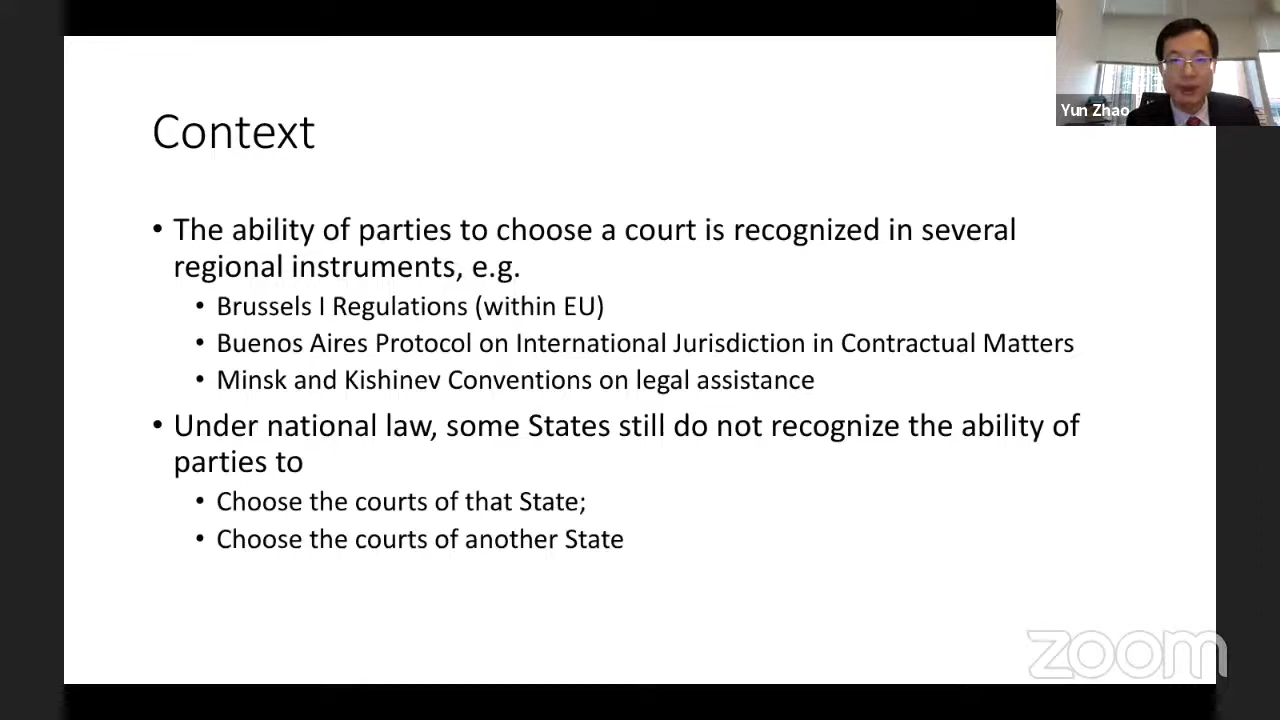 Yun Zhao
Context
• The ability of parties to choose a court is recognized in several
regional instruments, e.g.
• Brussels I Regulations (within EU)
• Buenos Aires Protocol on International Jurisdiction in Contractual Matters
• Minsk and Kishinev Conventions on legal assistance
• Under national law, some States still do not recognize the ability of
parties to
• Choose the courts of that State;
• Choose the courts of another State
zoom